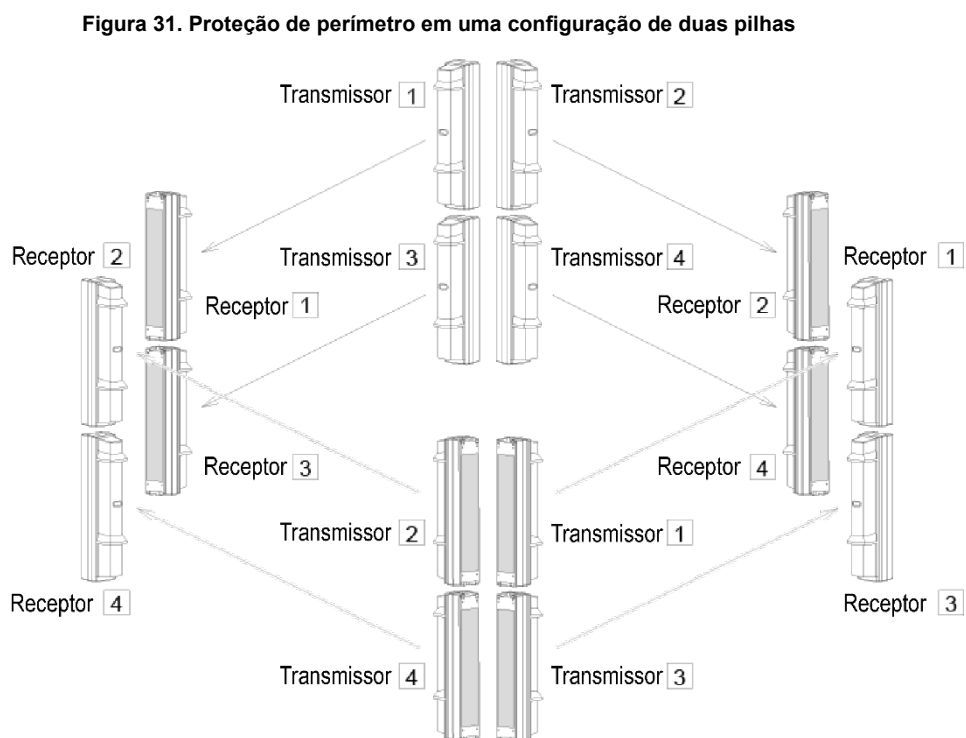 Figura 31. Proteção de perímetro em uma configuração de duas pilhas
Transmissor 1
Transmissor 2
Receptor 2
Transmissor 3
Transmissor 4
Receptor 1
Receptor 1
Receptor 2
Receptor 3
Receptor 4
Transmissor 2
Transmissor 1
Receptor 4
Receptor 3
Transmissor 4
Transmissor 3